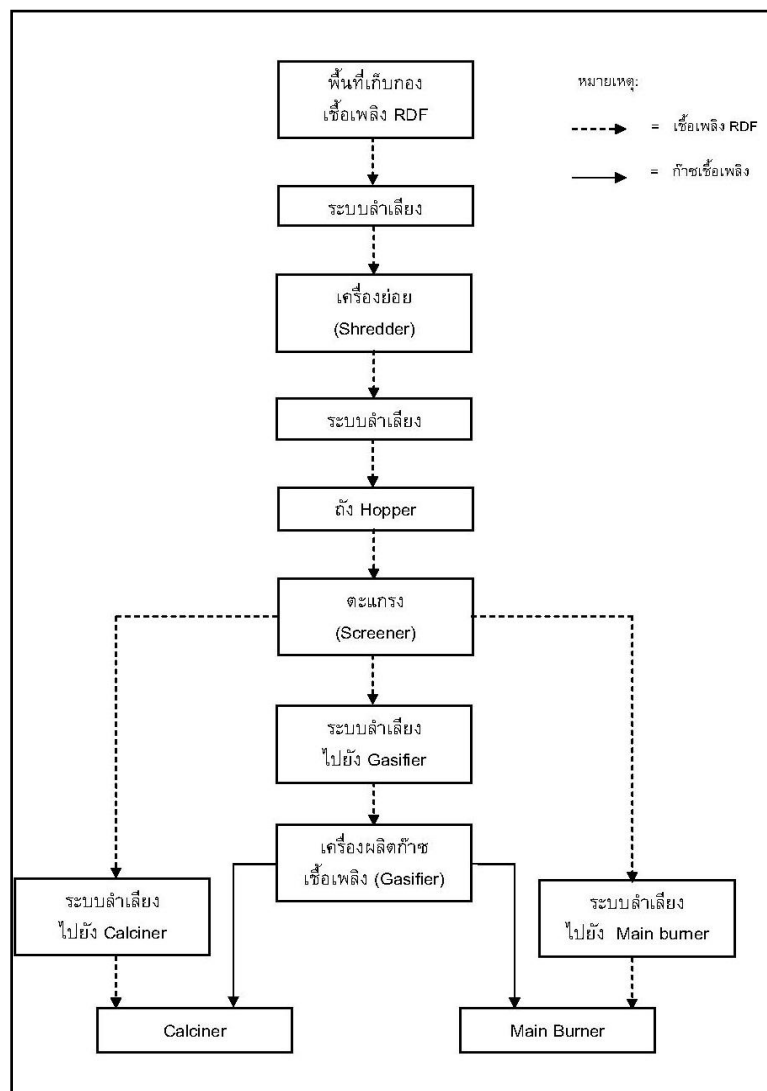 พื้นที่เก็บกอง
เชื้อเพลิง RDF
หมายเหตุ:
= เชื้อเพลิง RDF
= ก๊าซเชื้อเพลิง
ระบบลำเลียง
เครื่องย่อย
(Shredder)
ระบบลำเลียง
ถัง Hopper
ตะแกรง
(Screener)
ระบบลำเลียง
ไปยัง Gasifier
เครื่องผลิตก๊าซ
เชื้อเพลิง (Gasifier)
ระบบลำเลียง
ไปยัง Calciner
ระบบลำเลียง
ไปยัง Main burner
Calciner
Main Burner